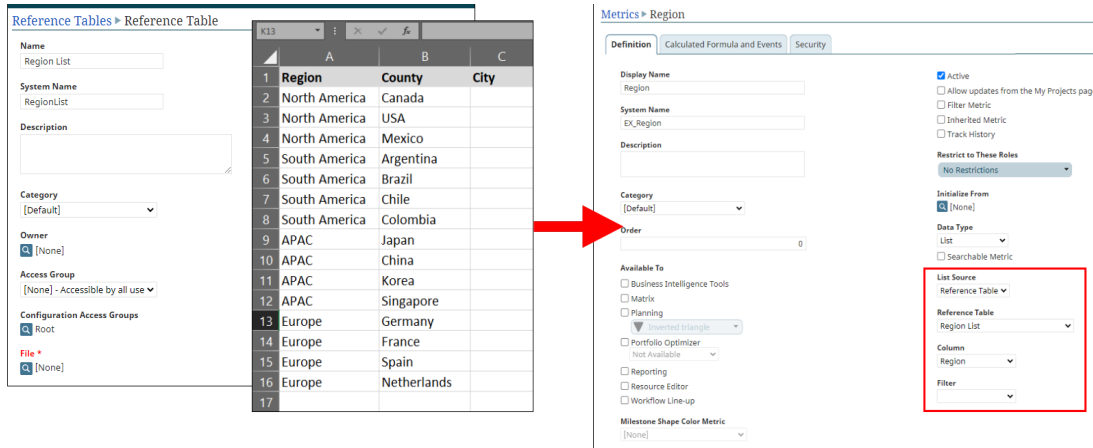 Reference Tables ▶ Reference Table
Name
Region List
System Name
RegionList
Description
Category
[Default]
Owner
[None]
Access Group
[None] - Accessible by all use
Configuration Access Groups
Root
File *
[None]
K13
fx
A B C
1 Region County City
2 North America Canada
3 North America USA
4 North America Mexico
5 South America Argentina
6 South America Brazil
7 South America Chile
8 South America Colombia
9 APAC Japan
10 APAC China
11 APAC Korea
12 APAC Singapore
13 Europe Germany
14 Europe France
15 Europe Spain
16 Europe Netherlands
17
Metrics ▶ Region
Definition Calculated Formula and Events Security
Display Name
Region
System Name
EX_Region
Description
Category
[Default]
Order
0
Available To
Business Intelligence Tools
Matrix
Planning
Inverted triangle
Portfolio Optimizer
Not Available
Reporting
Resource Editor
Workflow Line-up
Milestone Shape Color Metric
[None]
Active
Allow updates from the My Projects pag
Filter Metric
Inherited Metric
Track History
Restrict to These Roles
No Restrictions
Initialize From
[None]
Data Type
List
Searchable Metric
List Source
Reference Table
Reference Table
Region List
Column
Region
Filter